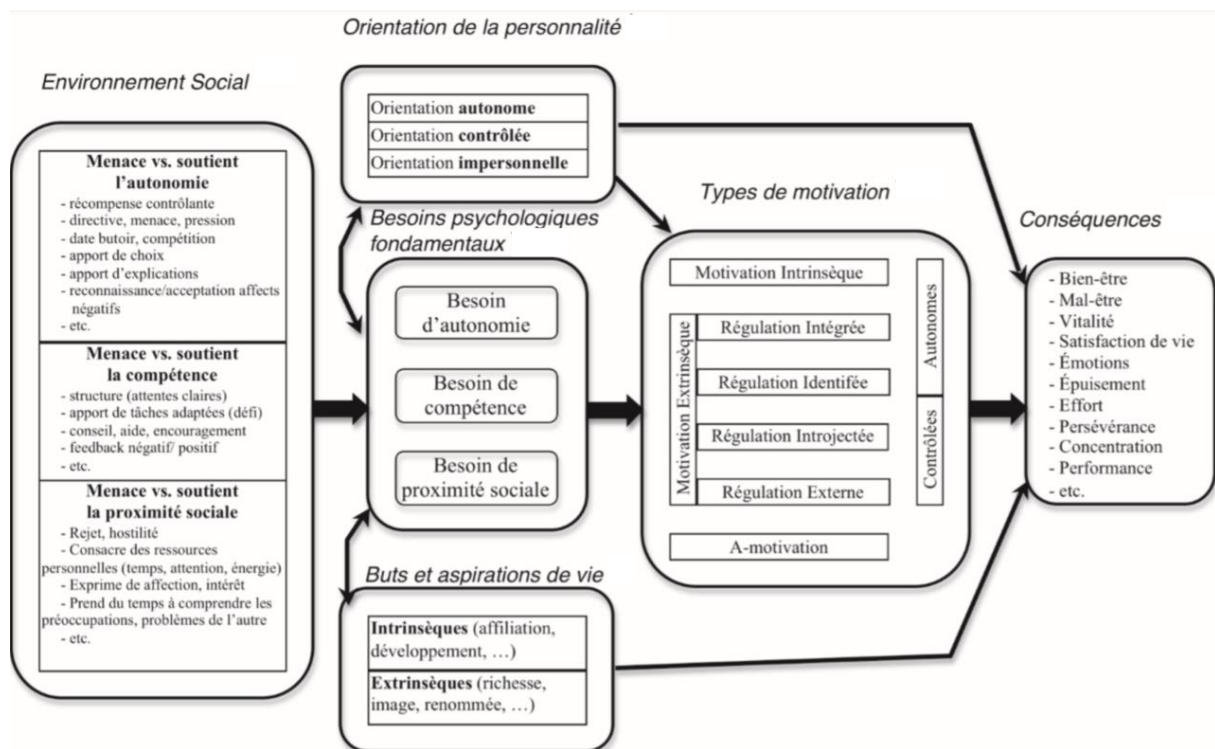 Orientation de la personnalité
Environnement Social
Orientation autonome
Orientation contrôlée
Orientation impersonnelle
Menace vs. soutient
l'autonomie
- récompense contrôlante
- directive, menace, pression
- date butoir, compétition
- apport de choix
- apport d'explications
- reconnaissance/acceptation affects
négatifs
- etc.
Menace vs. soutient
la compétence
- structure (attentes claires)
- apport de tâches adaptées (défi)
- conseil, aide, encouragement
- feedback négatif/ positif
- etc.
Menace vs. soutient
la proximité sociale
- Rejet, hostilité
- Consacre des ressources
personnelles (temps, attention, énergie)
- Exprime de affection, intérêt
- Prend du temps à comprendre les
préoccupations, problèmes de l'autre
- etc.
Besoins psychologiques
fondamentaux
Besoin
d'autonomie
Besoin de
compétence
Besoin de
proximité sociale
Buts et aspirations de vie
Intrinsèques (affiliation,
développement, ...)
Extrinsèques (richesse,
image, renommée, ...)
Types de motivation
Motivation Intrinsèque
Motivation Extrinsèque
Régulation Intégrée
Régulation Identifée
Régulation Introjectée
Régulation Externe
A-motivation
Autonomes
Contrôlées
Conséquences
- Bien-être
- Mal-être
- Vitalité
- Satisfaction de vie
- Émotions
- Épuisement
- Effort
- Persévérance
- Concentration
- Performance
- etc.